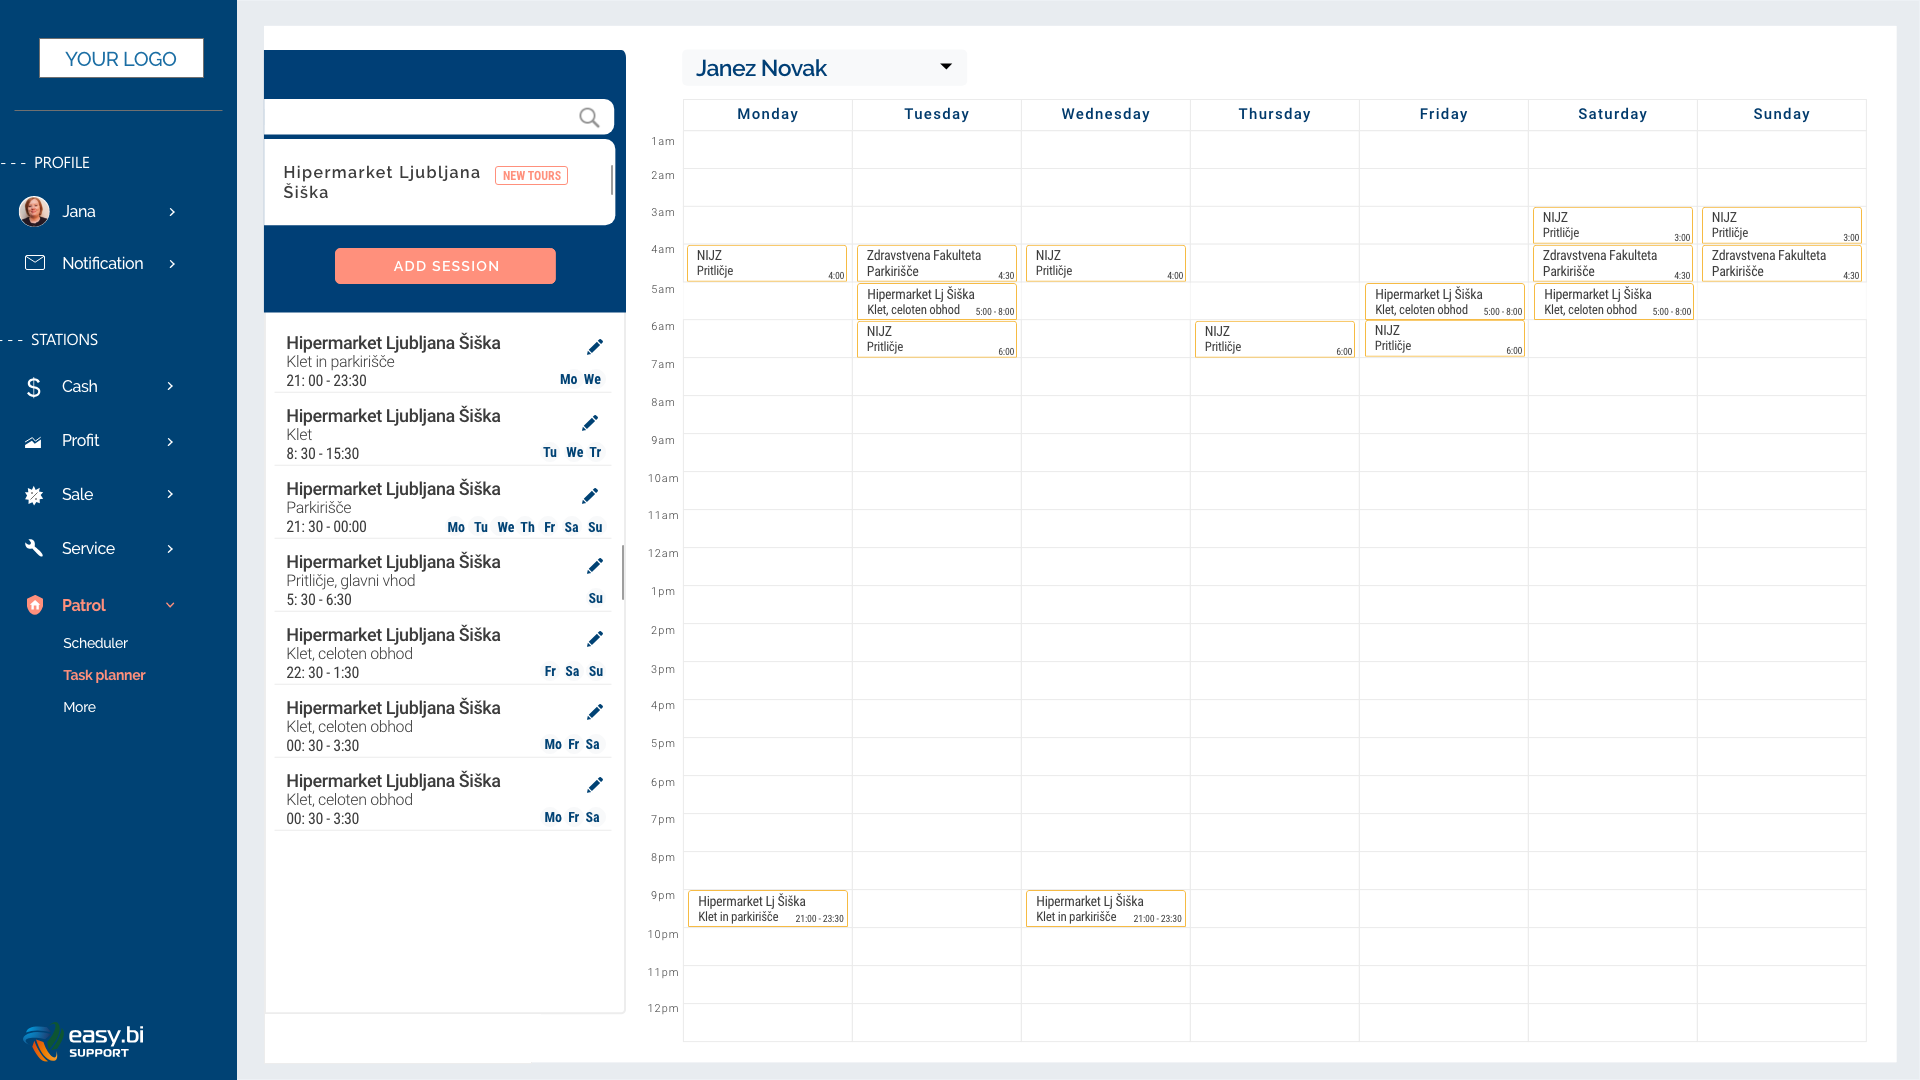 YOUR LOGO
- - - PROFILE
Jana
Notification
- - - STATIONS
Cash
Profit
Sale
Service
Patrol
Scheduler
Task planner
More
easy.bi
SUPPORT
Hipermarket Ljubljana
Šiška
NEW TOURS
ADD SESSION
Hipermarket Ljubljana Šiška
Klet in parkirišče
21: 00 - 23:30
Mo We
Hipermarket Ljubljana Šiška
Klet
8: 30 - 15:30
Tu We Tr
Hipermarket Ljubljana Šiška
Parkirišče
21: 30 - 00:00
Mo Tu We Th Fr Sa Su
Hipermarket Ljubljana Šiška
Pritličje, glavni vhod
5: 30 - 6:30
Su
Hipermarket Ljubljana Šiška
Klet, celoten obhod
22: 30 - 1:30
Fr Sa Su
Hipermarket Ljubljana Šiška
Klet, celoten obhod
00: 30 - 3:30
Mo Fr Sa
Hipermarket Ljubljana Šiška
Klet, celoten obhod
00: 30 - 3:30
Mo Fr Sa
Janez Novak
Monday Tuesday Wednesday Thursday Friday Saturday Sunday
1am
2am
3am
NIJZ
Pritličje 3:00
NIJZ
Pritličje 3:00
4am
NIJZ
Pritličje 4:00
Zdravstvena Fakulteta
Parkirišče 4:30
NIJZ
Pritličje 4:00
Zdravstvena Fakulteta
Parkirišče 4:30
Zdravstvena Fakulteta
Parkirišče 4:30
5am
Hipermarket Lj Šiška
Klet, celoten obhod 5:00 - 8:00
Hipermarket Lj Šiška
Klet, celoten obhod 5:00 - 8:00
Hipermarket Lj Šiška
Klet, celoten obhod 5:00 - 8:00
6am
NIJZ
Pritličje 6:00
NIJZ
Pritličje 6:00
NIJZ
Pritličje 6:00
7am
8am
9am
10am
11am
12am
1pm
2pm
3pm
4pm
5pm
6pm
7pm
8pm
9pm
Hipermarket Lj Šiška
Klet in parkirišče 21:00 - 23:30
Hipermarket Lj Šiška
Klet in parkirišče 21:00 - 23:30
10pm
11pm
12pm